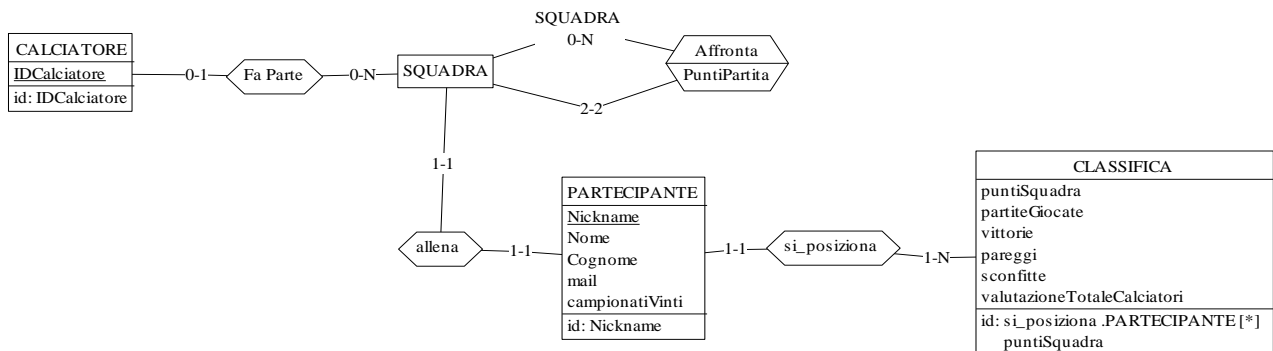 SQUADRA
0-N
CALCIATORE
IDCalciatore
id: IDCalciatore
0-1
Fa Parte
0-N
SQUADRA
Affronta
PuntiPartita
2-2
1-1
allena
1-1
PARTECIPANTE
Nickname
Nome
Cognome
mail
campionatiVinti
id: Nickname
1-1
si_posiziona
1-N
CLASSIFICA
puntiSquadra
partiteGiocate
vittorie
pareggi
sconfitte
valutazioneTotaleCalciatori
id: si_posiziona .PARTECIPANTE [*]
puntiSquadra